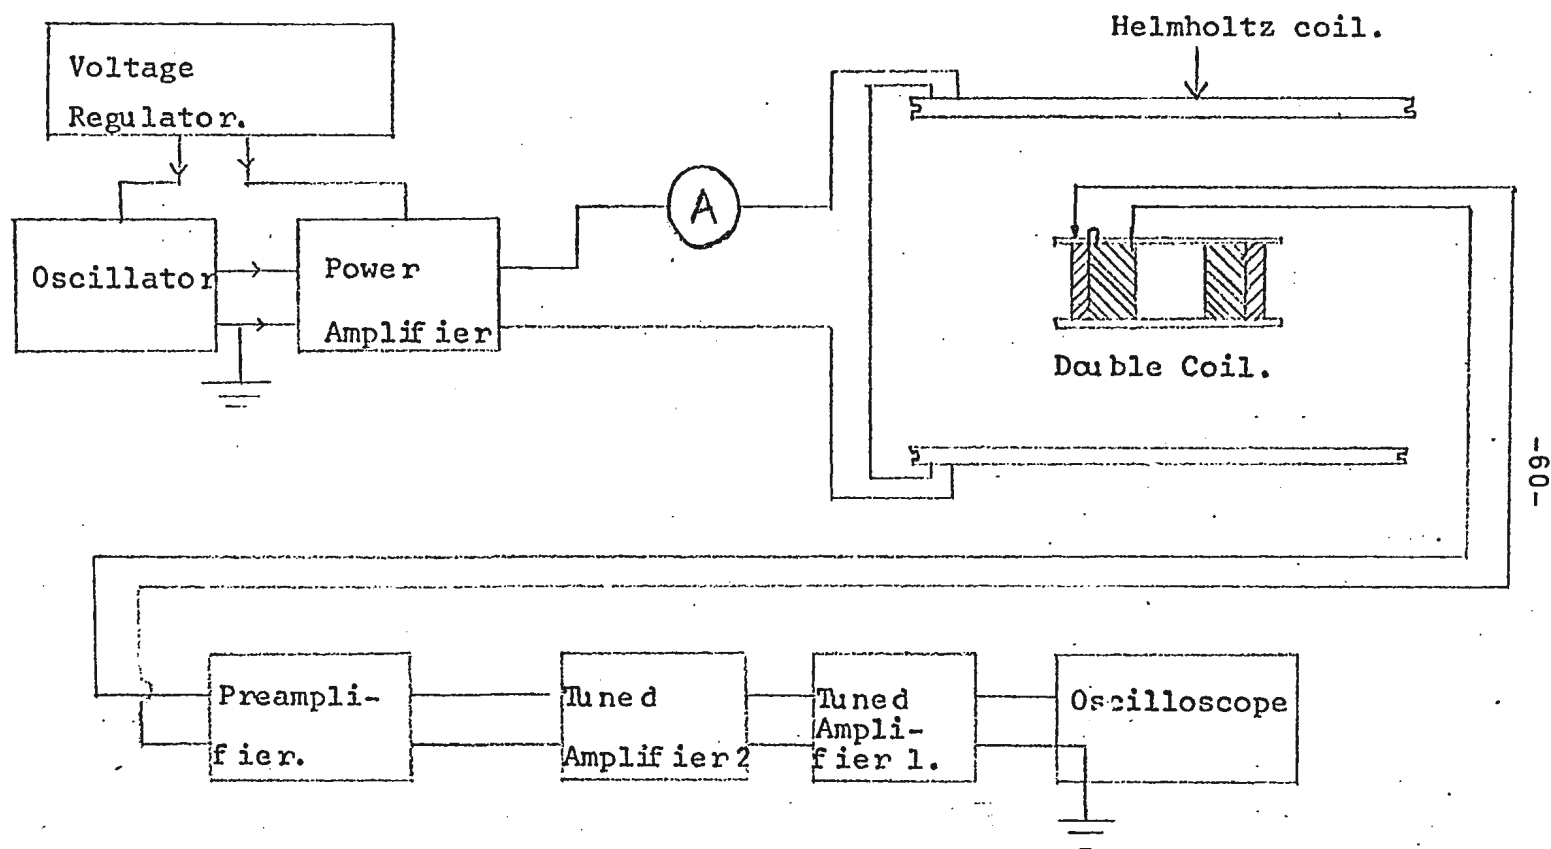 Helmholtz coil.
Voltage
Regulator.
A
Oscillator
Power
Amplifier
Double Coil.
-60-
Preampli-
fier.
Tuned
Amplifier 2
Tuned
Ampli-
fier 1.
Oscilloscope